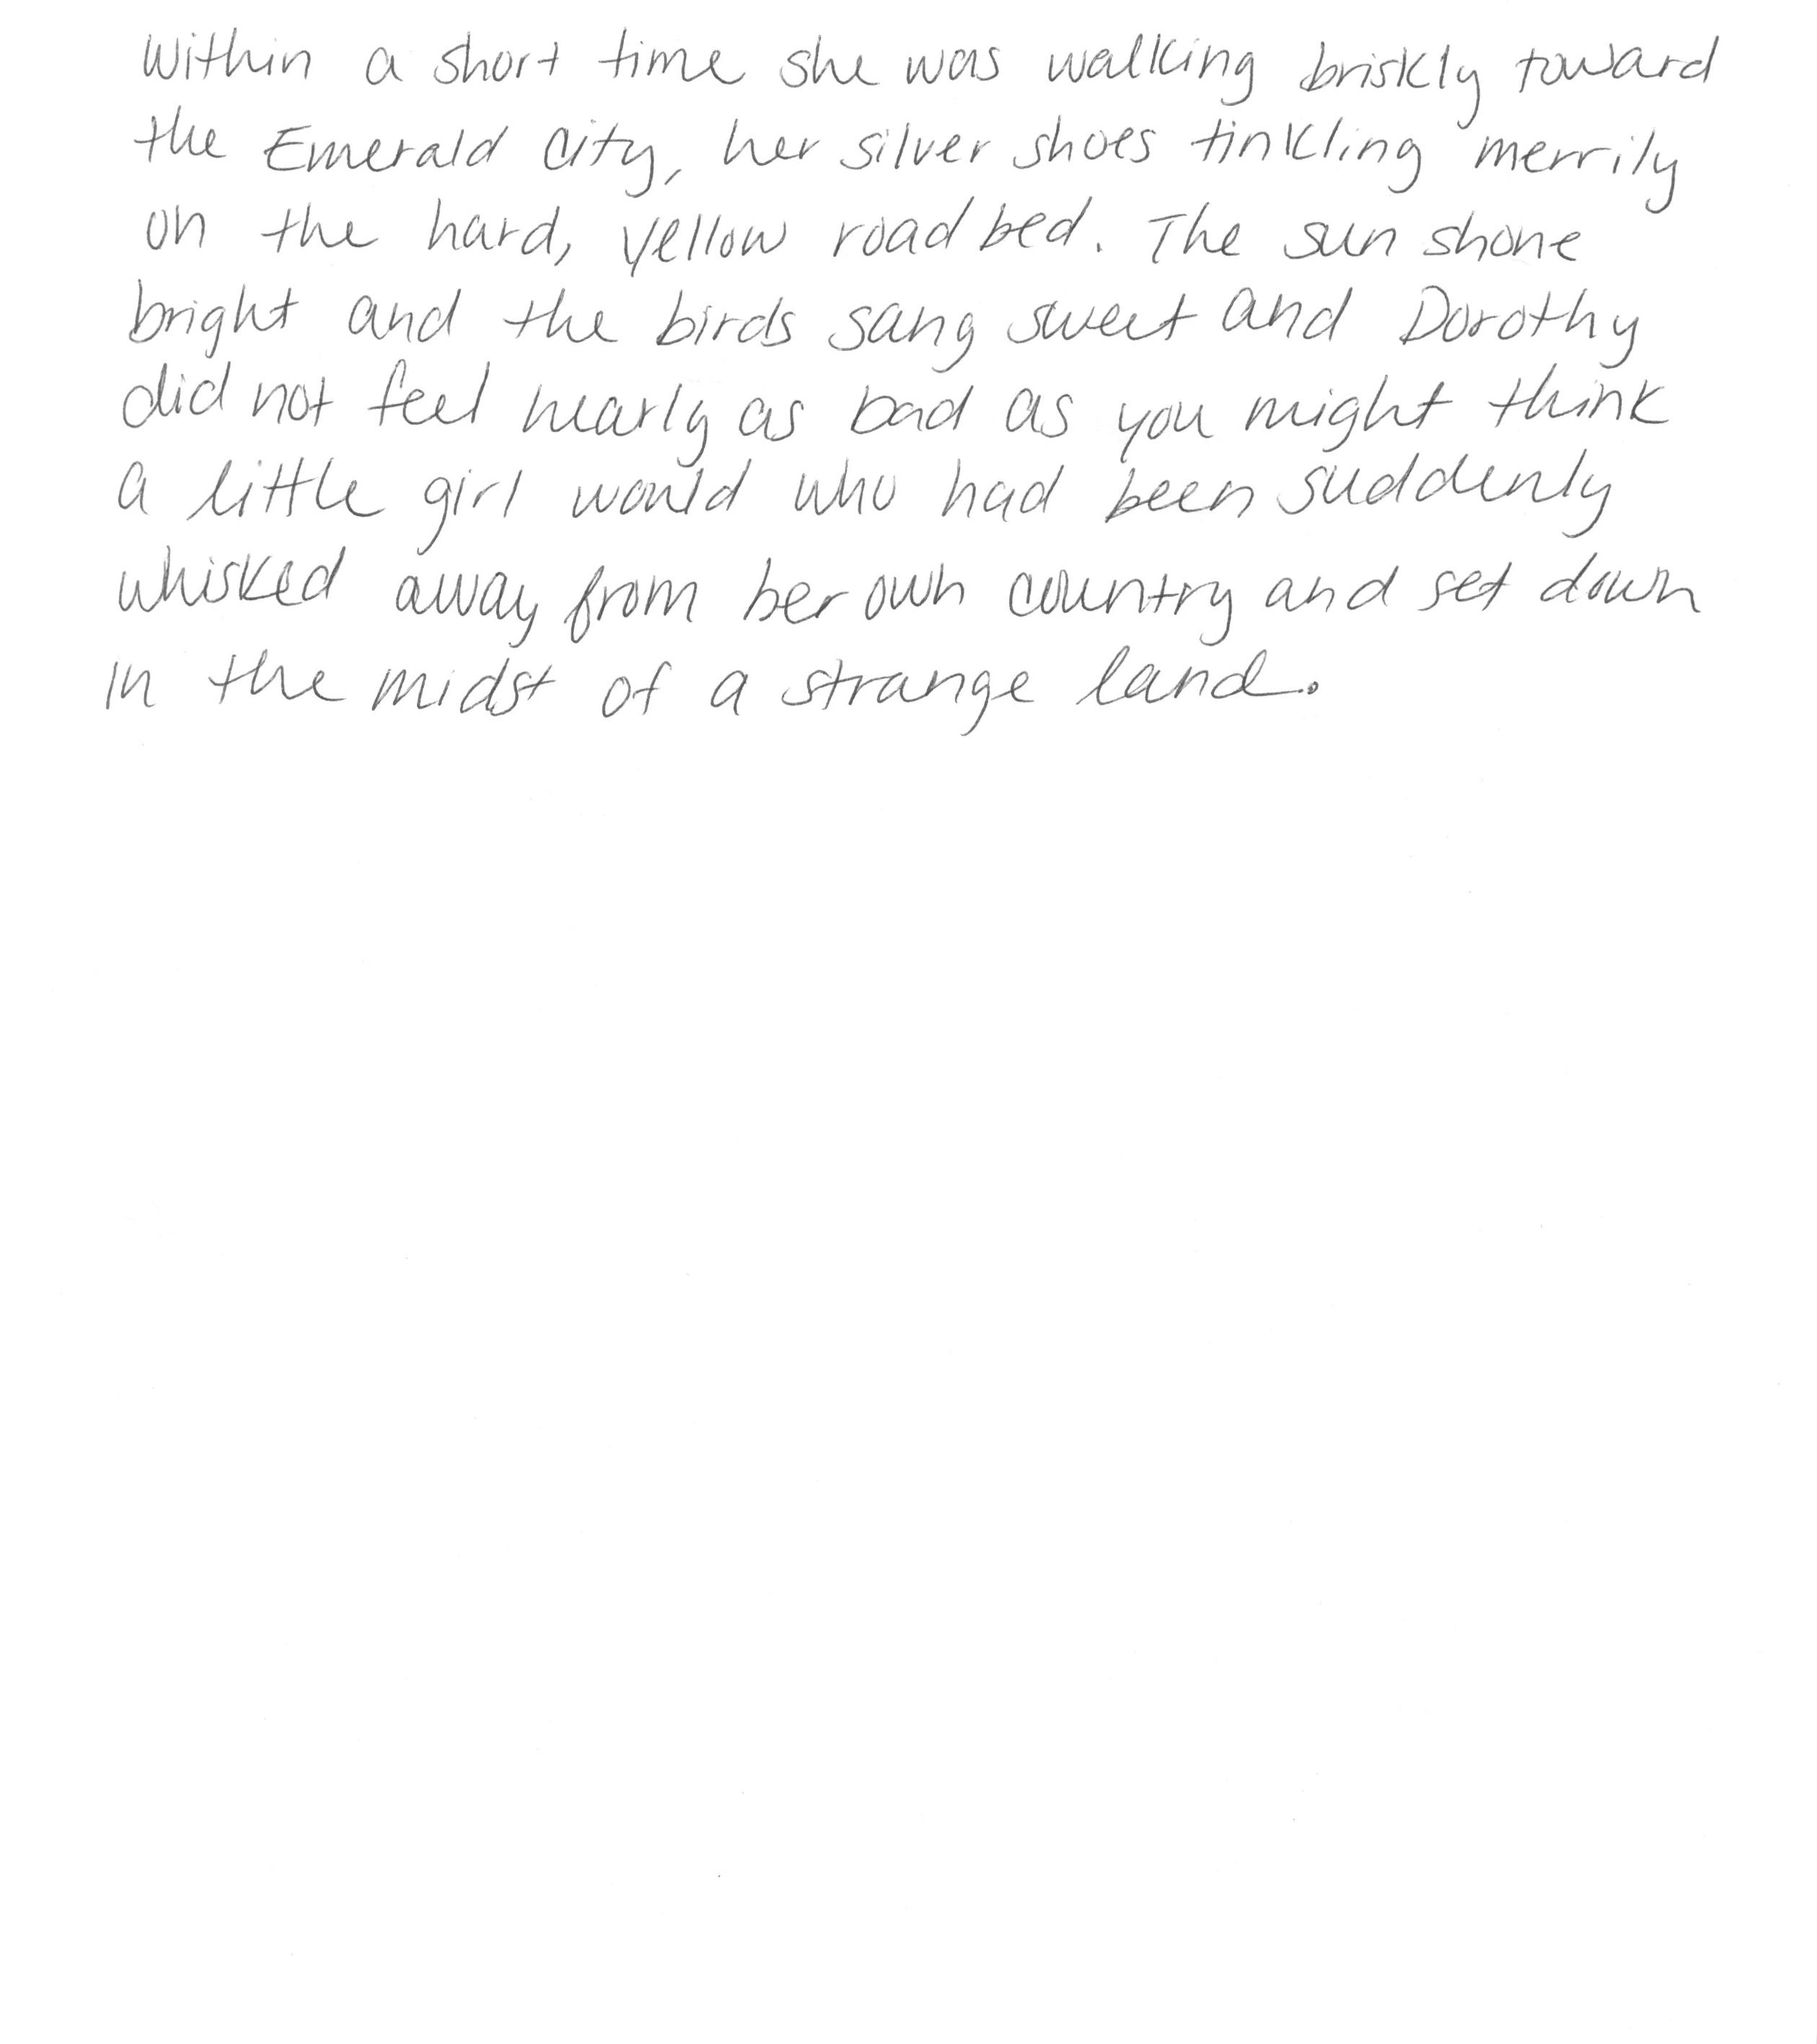 Within a short time she was walking briskly toward
the Emerald City, her silver shoes tinkling merrily
on the hard, yellow roadbed. The sun shone
bright and the birds sang sweet and Dorothy
did not feel nearly as bad as you might think
a little girl would who had been suddenly
whisked away from her own country and set down
in the midst of a strange land.